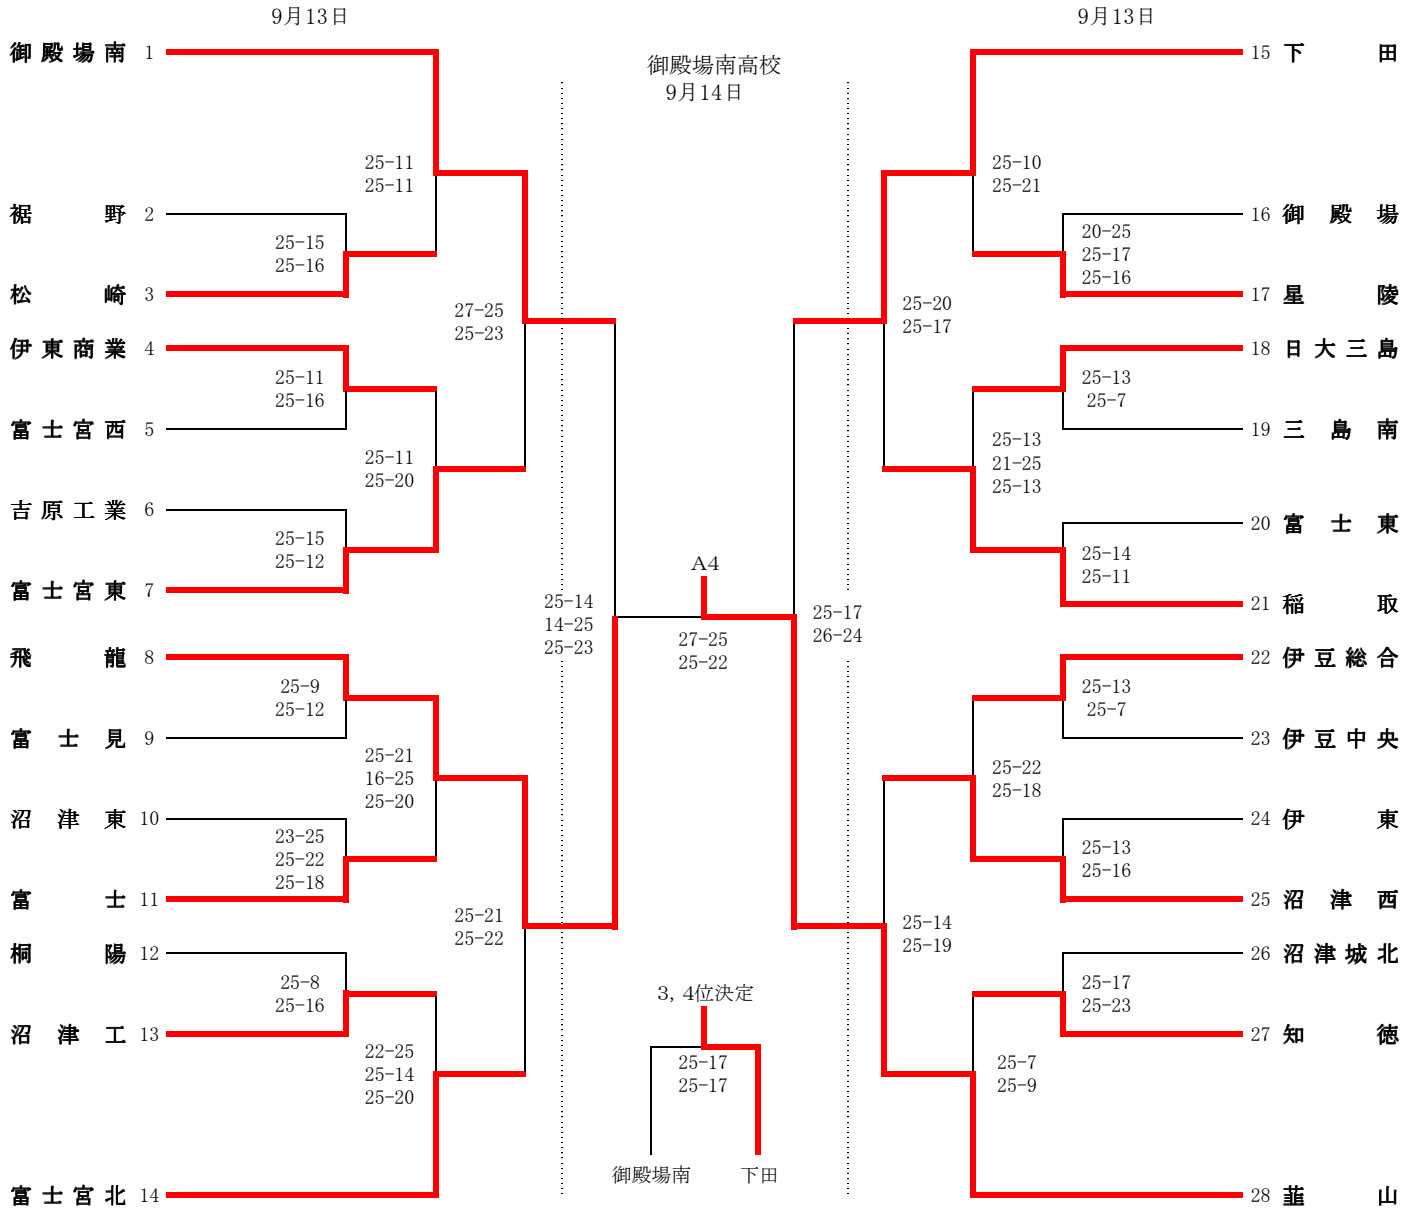 9月13日
9月13日
御殿場南高校
9月14日
御殿場南 1
裾野 2
松崎 3
伊東商業 4
富士宮西 5
吉原工業 6
富士宮東 7
飛龍 8
富士見 9
沼津東 10
富士 11
桐陽 12
沼津工 13
富士宮北 14
25-11
25-11
25-15
25-16
27-25
25-23
25-11
25-16
25-11
25-20
25-15
25-12
25-14
14-25
25-23
25-9
25-12
25-21
16-25
25-20
23-25
25-22
25-18
25-21
25-22
25-8
25-16
22-25
25-14
25-20
A4
27-25
25-22
3, 4位決定
25-17
25-17
御殿場南
下田
25-10
25-21
20-25
25-17
25-16
25-20
25-17
25-13
25-7
25-13
21-25
25-13
25-14
25-11
25-17
26-24
25-13
25-7
25-22
25-18
25-13
25-16
25-14
25-19
25-17
25-23
25-7
25-9
15 下田
16 御殿場
17 星陵
18 日大三島
19 三島南
20 富士東
21 稲取
22 伊豆総合
23 伊豆中央
24 伊東
25 沼津西
26 沼津城北
27 知徳
28 韮山